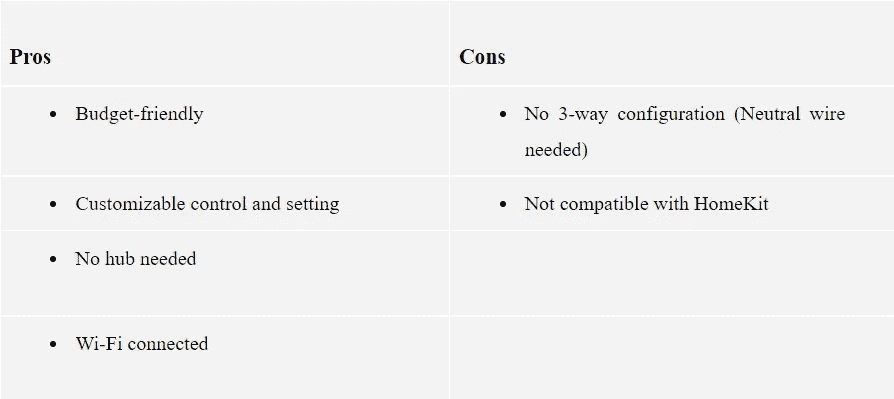 Pros
Cons
• Budget-friendly
• No 3-way configuration (Neutral wire
needed)
• Customizable control and setting
• Not compatible with HomeKit
• No hub needed
• Wi-Fi connected